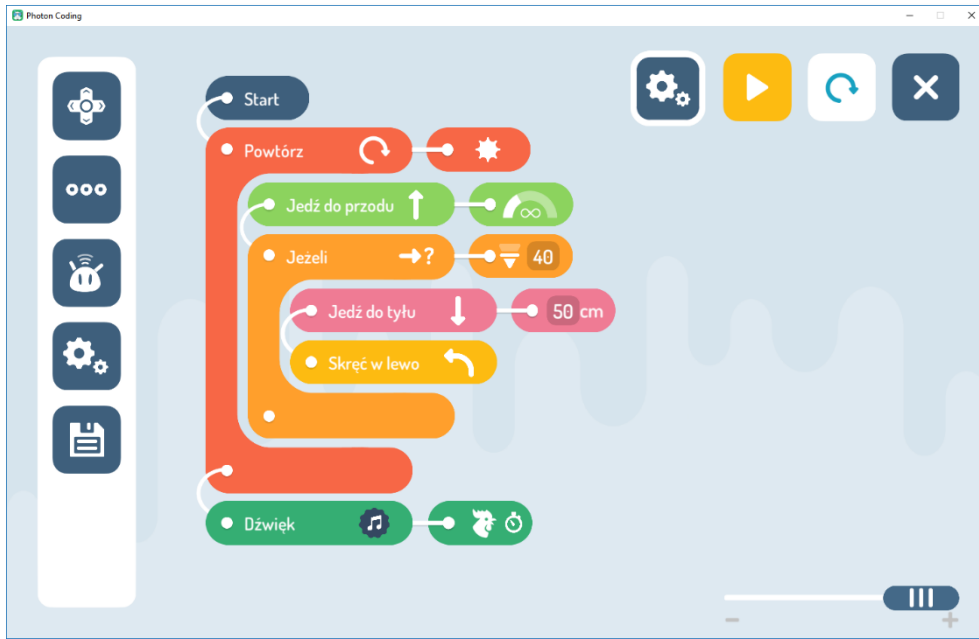 Photon Coding
Start
Powtórz
Jedź do przodu
Jeżeli ? 40
Jedź do tyłu 50 cm
Skręć w lewo
Dźwięk